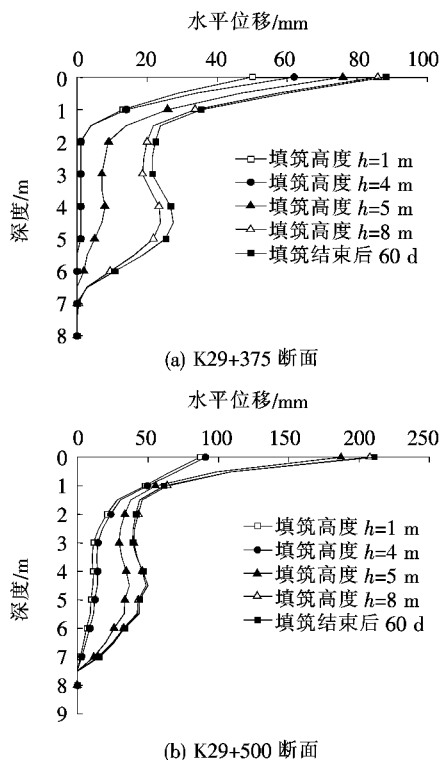 水平位移/mm
0 20 40 60 80 100
0
1
2
3
4
5
6
7
8
深度/m
填筑高度 h=1 m
填筑高度 h=4 m
填筑高度 h=5 m
填筑高度 h=8 m
填筑结束后 60 d
(a) K29+375 断面
水平位移/mm
0 50 100 150 200 250
0
1
2
3
4
5
6
7
8
9
深度/m
填筑高度 h=1 m
填筑高度 h=4 m
填筑高度 h=5 m
填筑高度 h=8 m
填筑结束后 60 d
(b) K29+500 断面